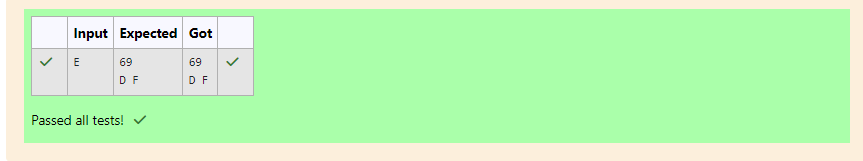 Input Expected Got
E 69 69
D F D F
Passed all tests!